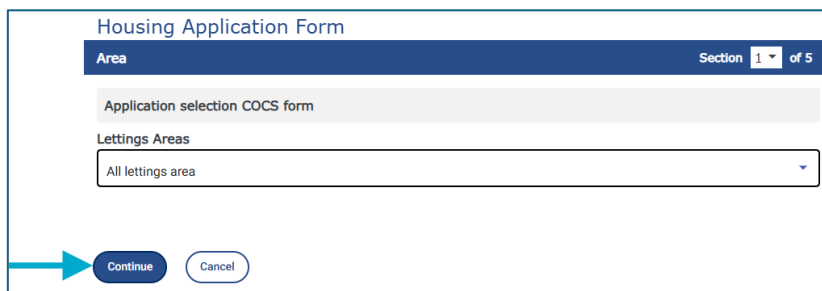 Housing Application Form
Area Section 1 of 5
Application selection COCS form
Lettings Areas
All lettings area
Continue Cancel